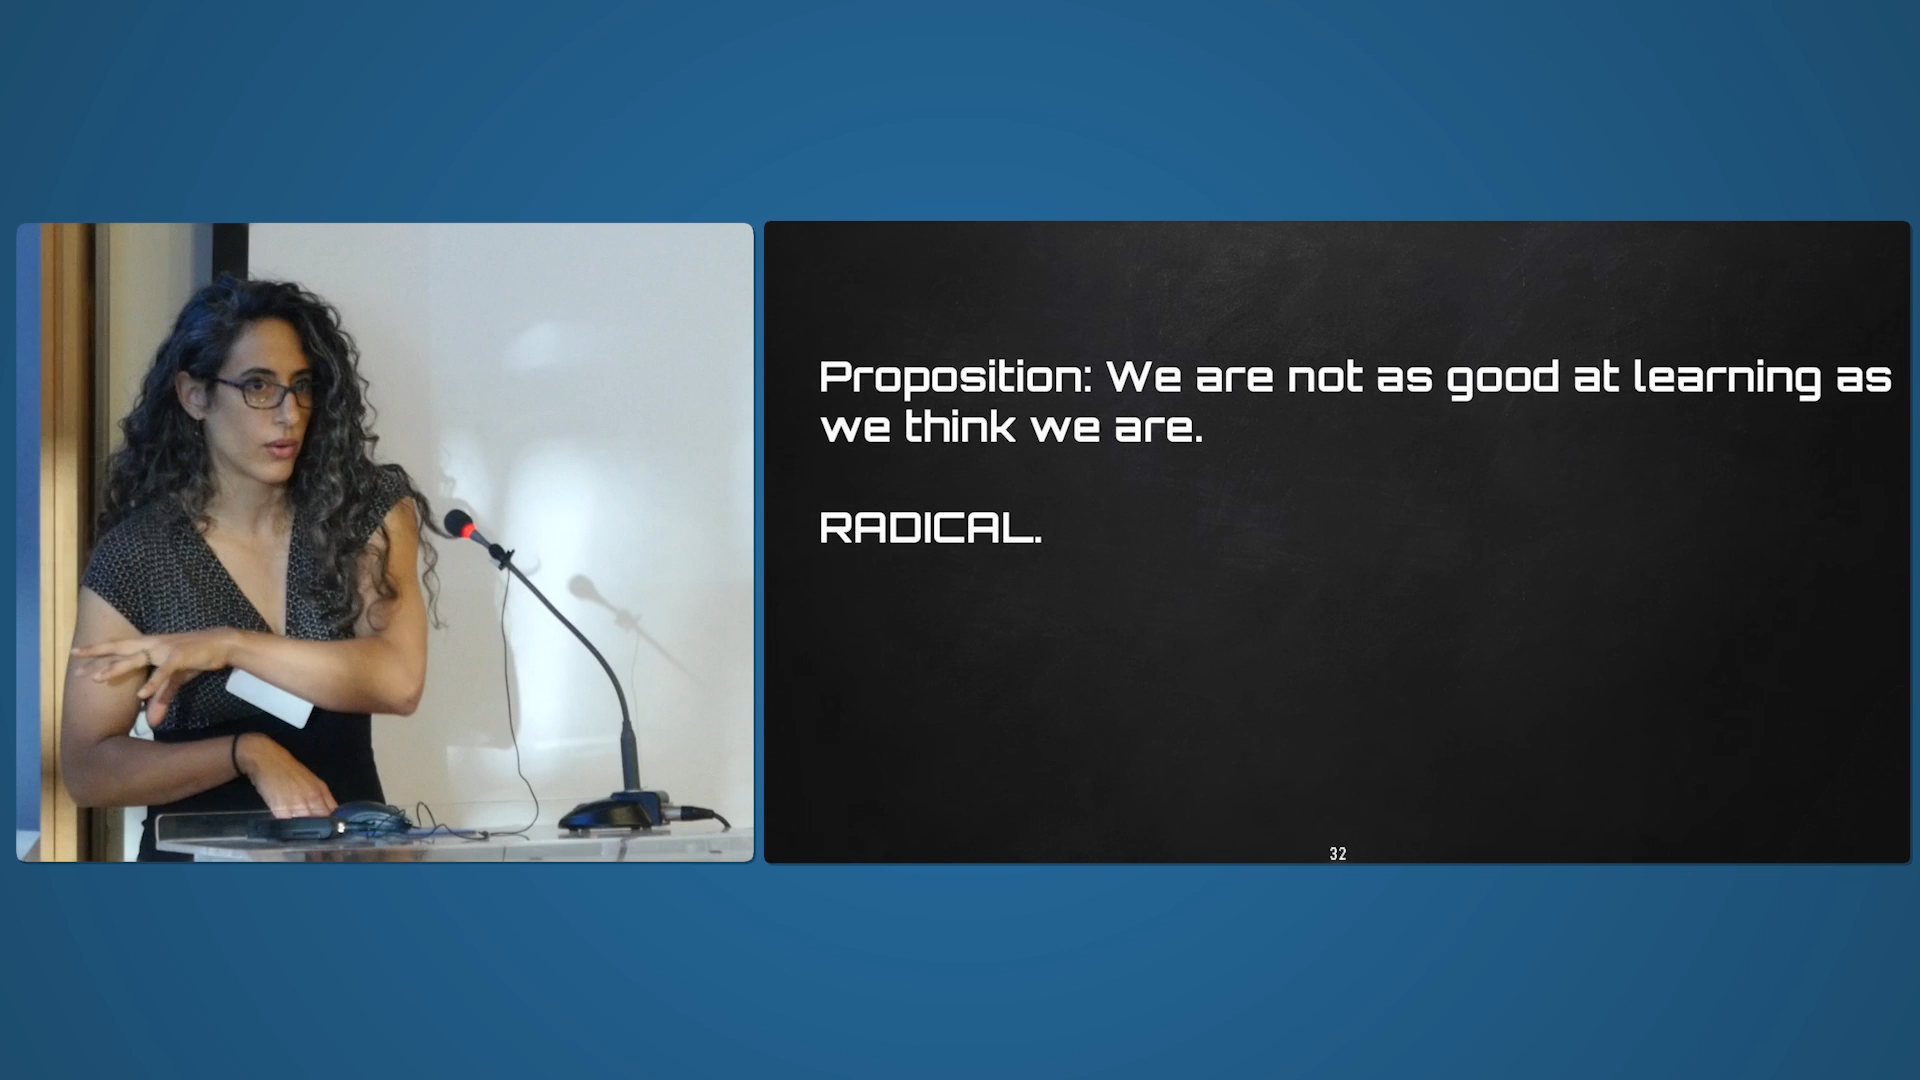 Proposition: We are not as good at learning as
we think we are.
RADICAL.
32